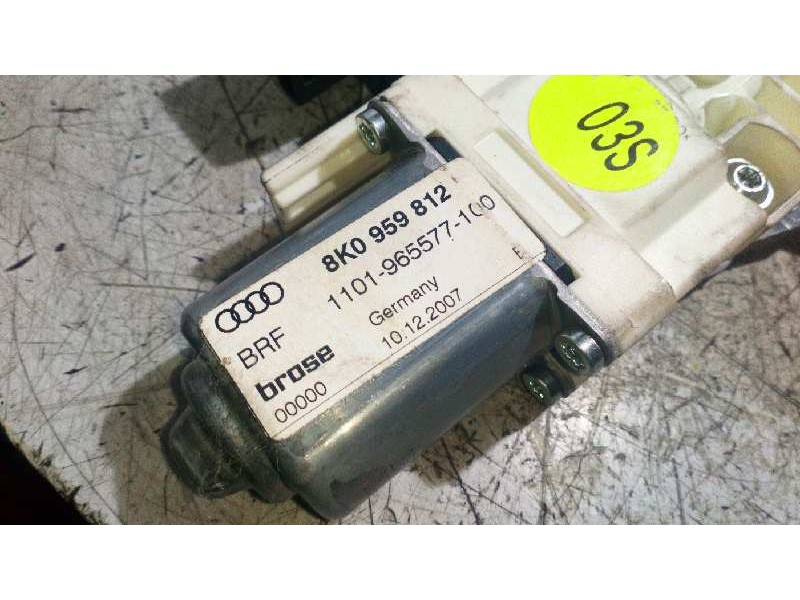 03S
8K0 959 812
1101-965577-100
BRF
Germany
E
brose
10.12.2007
00000